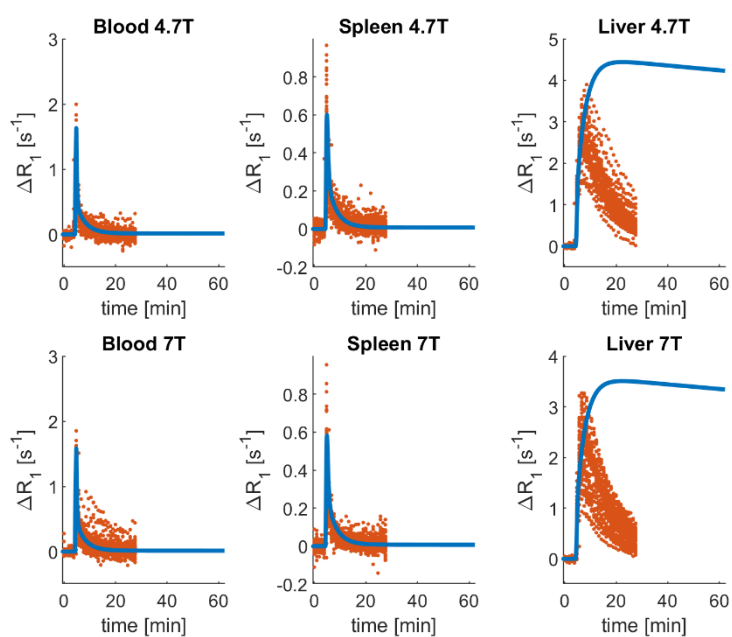 Blood 4.7T
3
2
1
0
ΔR1 [s-1]
0 20 40 60
time [min]
Spleen 4.7T
0.8
0.6
0.4
0.2
0
-0.2
ΔR1 [s-1]
0 20 40 60
time [min]
Liver 4.7T
5
4
3
2
1
0
ΔR1 [s-1]
0 20 40 60
time [min]
Blood 7T
3
2
1
0
ΔR1 [s-1]
0 20 40 60
time [min]
Spleen 7T
0.8
0.6
0.4
0.2
0
-0.2
ΔR1 [s-1]
0 20 40 60
time [min]
Liver 7T
4
3
2
1
0
ΔR1 [s-1]
0 20 40 60
time [min]